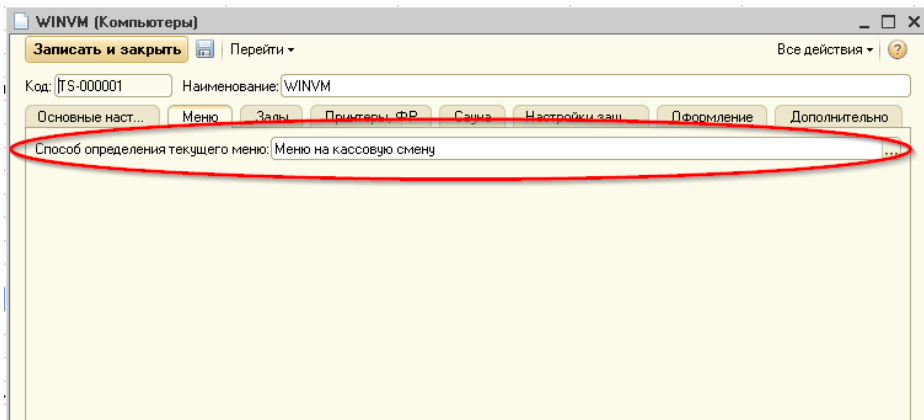 WINVM (Компьютеры)
Записать и закрыть Перейти Все действия ?
Код: TS-000001 Наименование: WINVM
Основные наст... Меню Залы Принтеры, ФР Сауна Настройки заш... Оформление Дополнительно
Способ определения текущего меню: Меню на кассовую смену ...